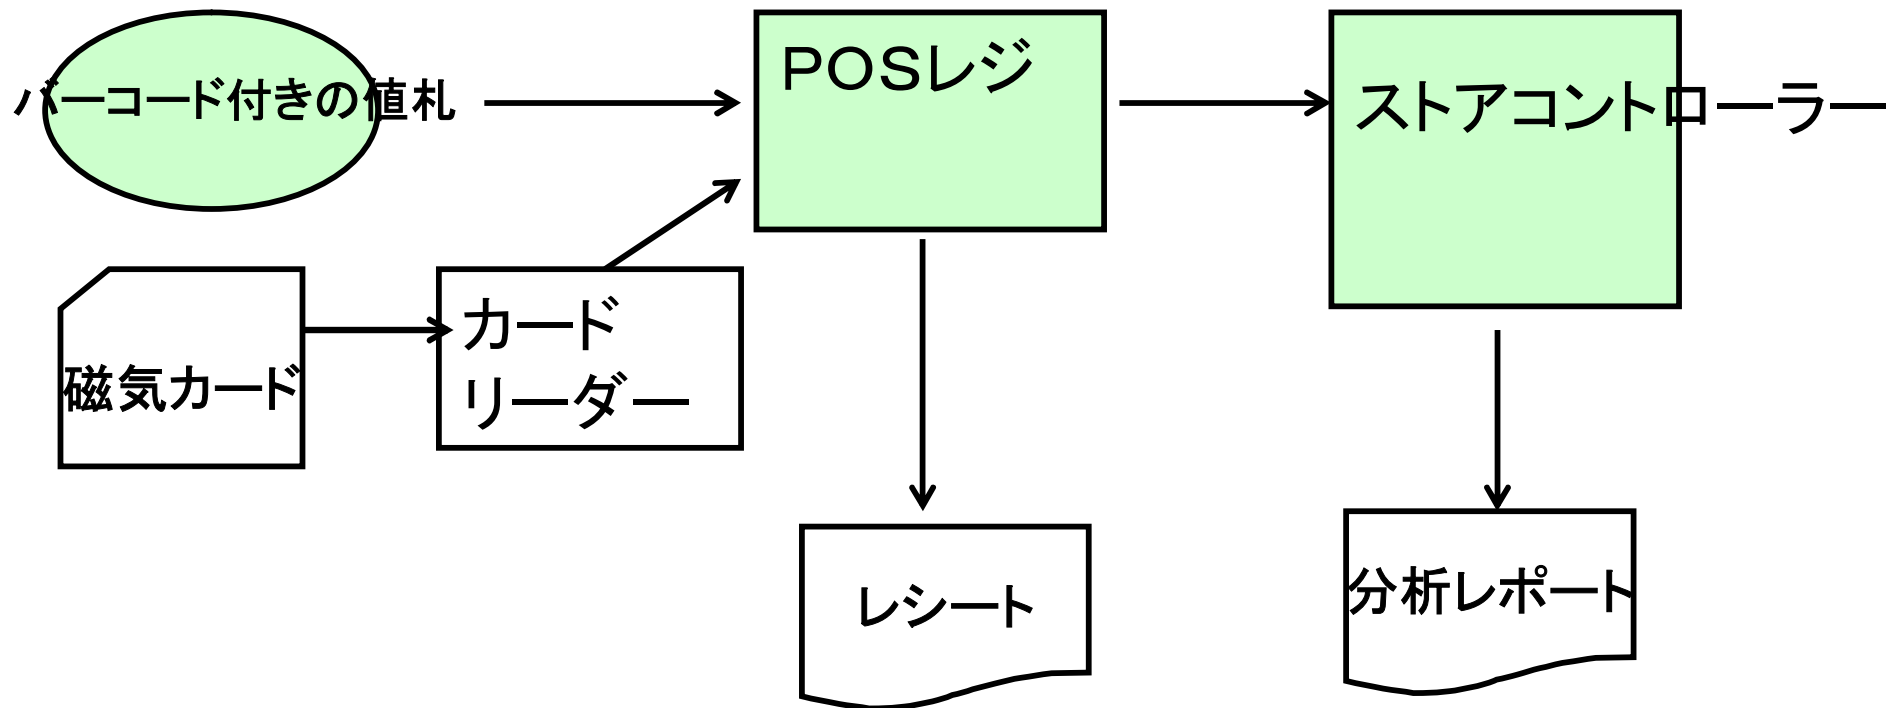 バーコード付きの値札
ＰＯＳレジ
ストアコントローラー
磁気カード
カード
リーダー
レシート
分析レポート